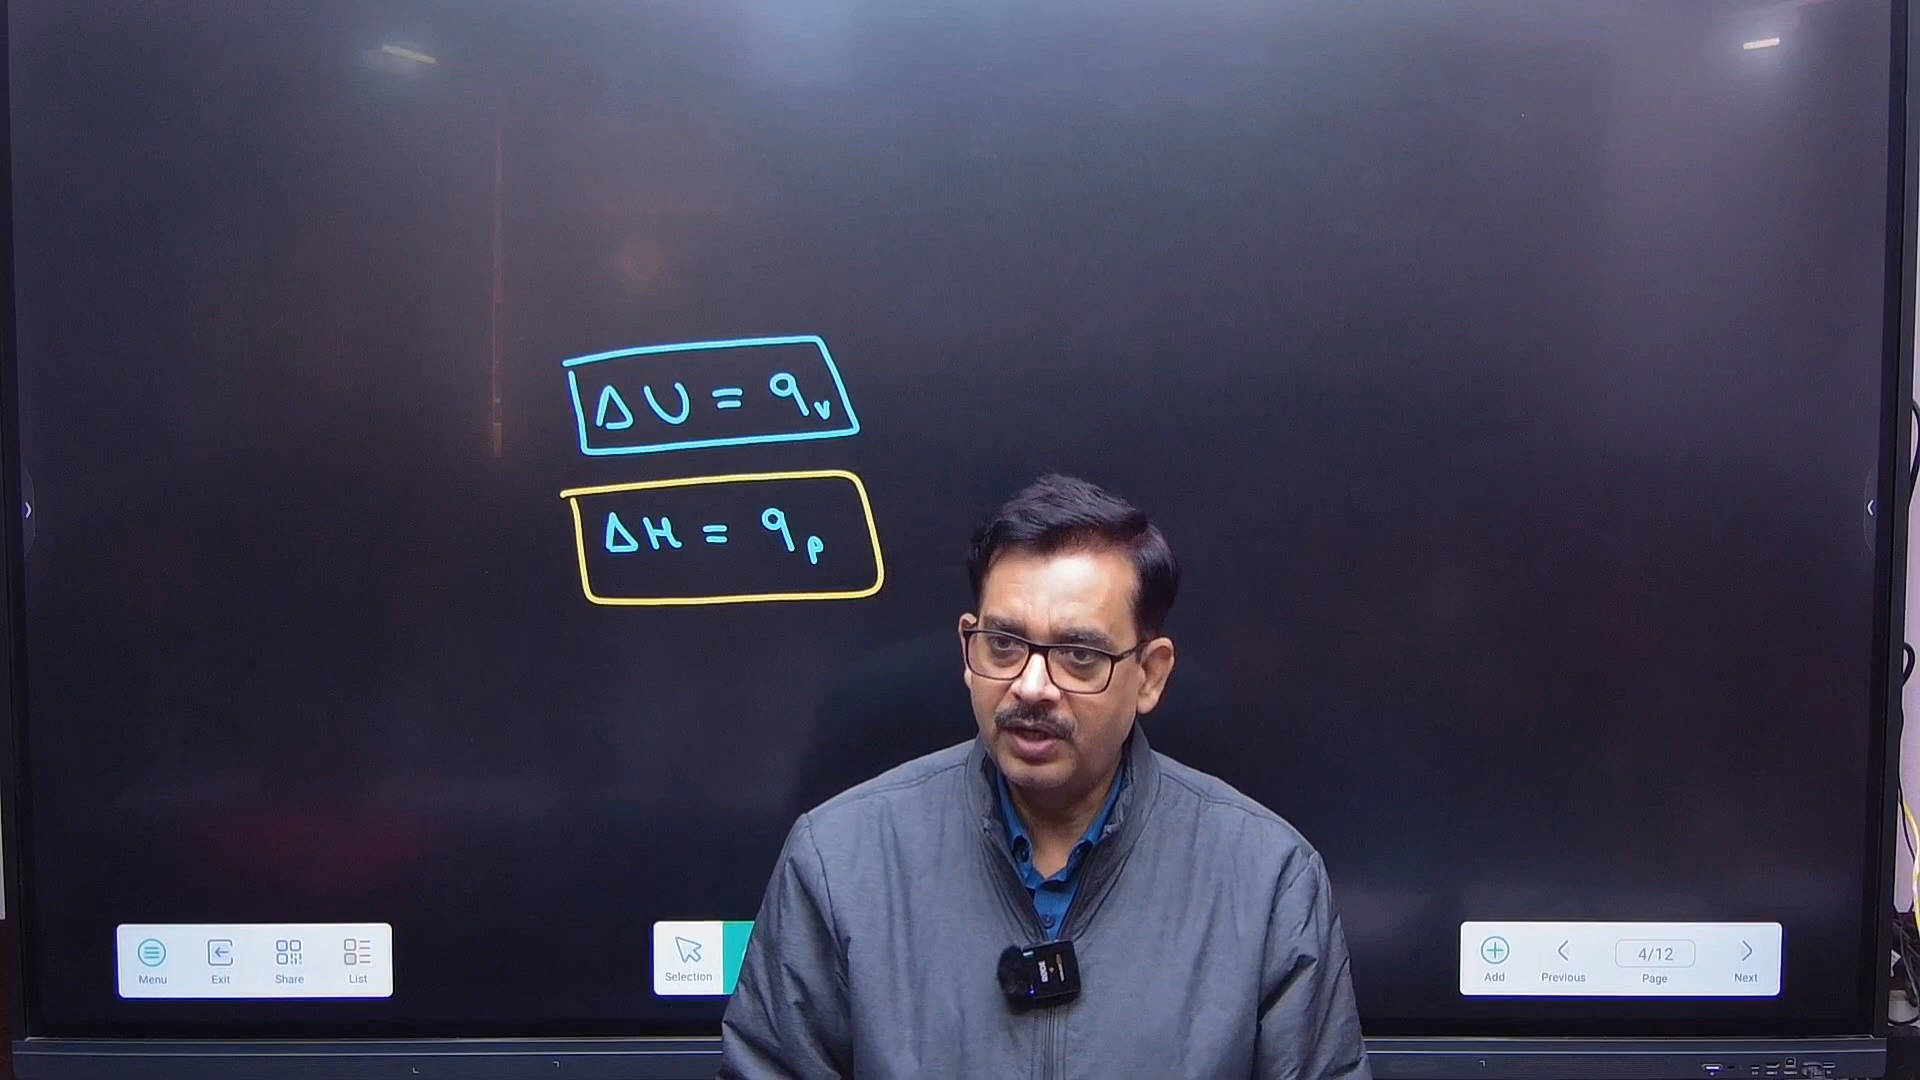 ΔU = qᵥ
ΔH = qₚ
Menu
Exit
Share
List
Selection
Add
Previous
4/12
Page
Next